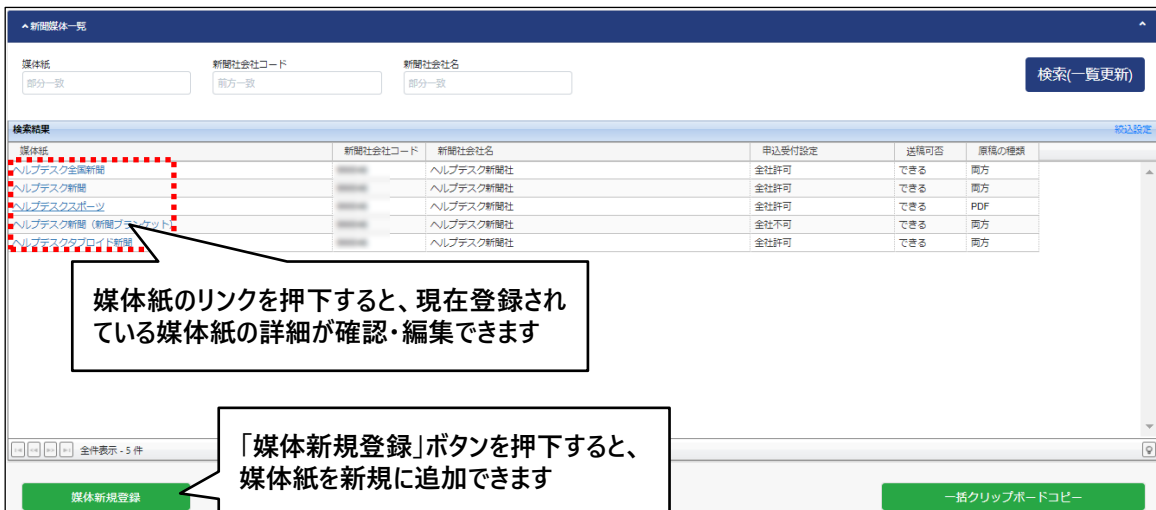 新聞媒体一覧
媒体紙 新聞社会社コード 新聞社会社名
部分一致 前方一致 部分一致
検索(一覧更新)
検索結果 絞込設定
媒体紙 新聞社会社コード 新聞社会社名 申込受付設定 送稿可否 原稿の種類
ヘルプデスク全国新聞 ヘルプデスク新聞社 全社許可 できる 両方
ヘルプデスク新聞 ヘルプデスク新聞社 全社許可 できる 両方
ヘルプデスクスポーツ ヘルプデスク新聞社 全社許可 できる PDF
ヘルプデスク新聞（新聞ブランケット） ヘルプデスク新聞社 全社不可 できる 両方
ヘルプデスクタブロイド新聞 ヘルプデスク新聞社 全社許可 できる 両方
媒体紙のリンクを押下すると、現在登録され
ている媒体紙の詳細が確認・編集できます
全件表示 - 5 件
「媒体新規登録」ボタンを押下すると、
媒体紙を新規に追加できます
媒体新規登録 一括クリップボードコピー